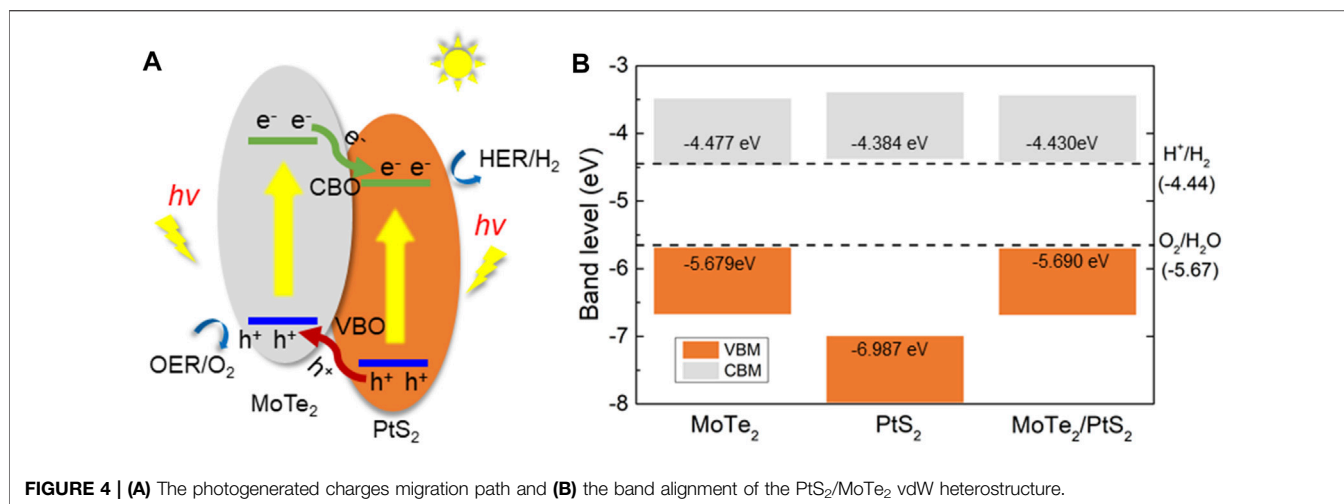 A
e⁻ e⁻
e⁻
e⁻ e⁻
HER/H₂
CBO
hν
hν
VBO
h⁺ h⁺
OER/O₂
h⁺
h⁺ h⁺
MoTe₂
PtS₂
B
Band level (eV)
-3
-4
-5
-6
-7
-8
-4.477 eV
-4.384 eV
-4.430eV
H⁺/H₂
(-4.44)
O₂/H₂O
(-5.67)
-5.679eV
-5.690 eV
-6.987 eV
VBM
CBM
MoTe₂
PtS₂
MoTe₂/PtS₂
FIGURE 4 | (A) The photogenerated charges migration path and (B) the band alignment of the PtS₂/MoTe₂ vdW heterostructure.